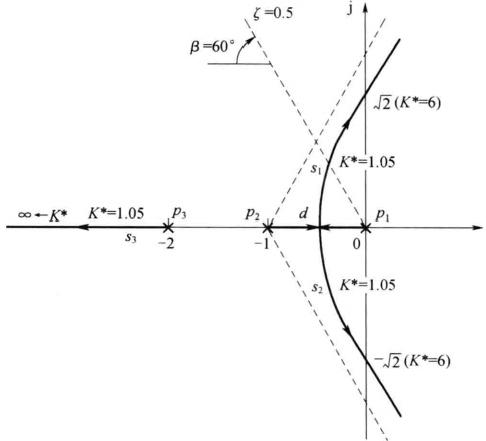 ζ=0.5
j
β=60°
√2 (K*=6)
s₁
K*=1.05
∞←K*
K*=1.05
p₃
p₂
d
p₁
s₃
−2
−1
0
s₂
K*=1.05
−√2 (K*=6)